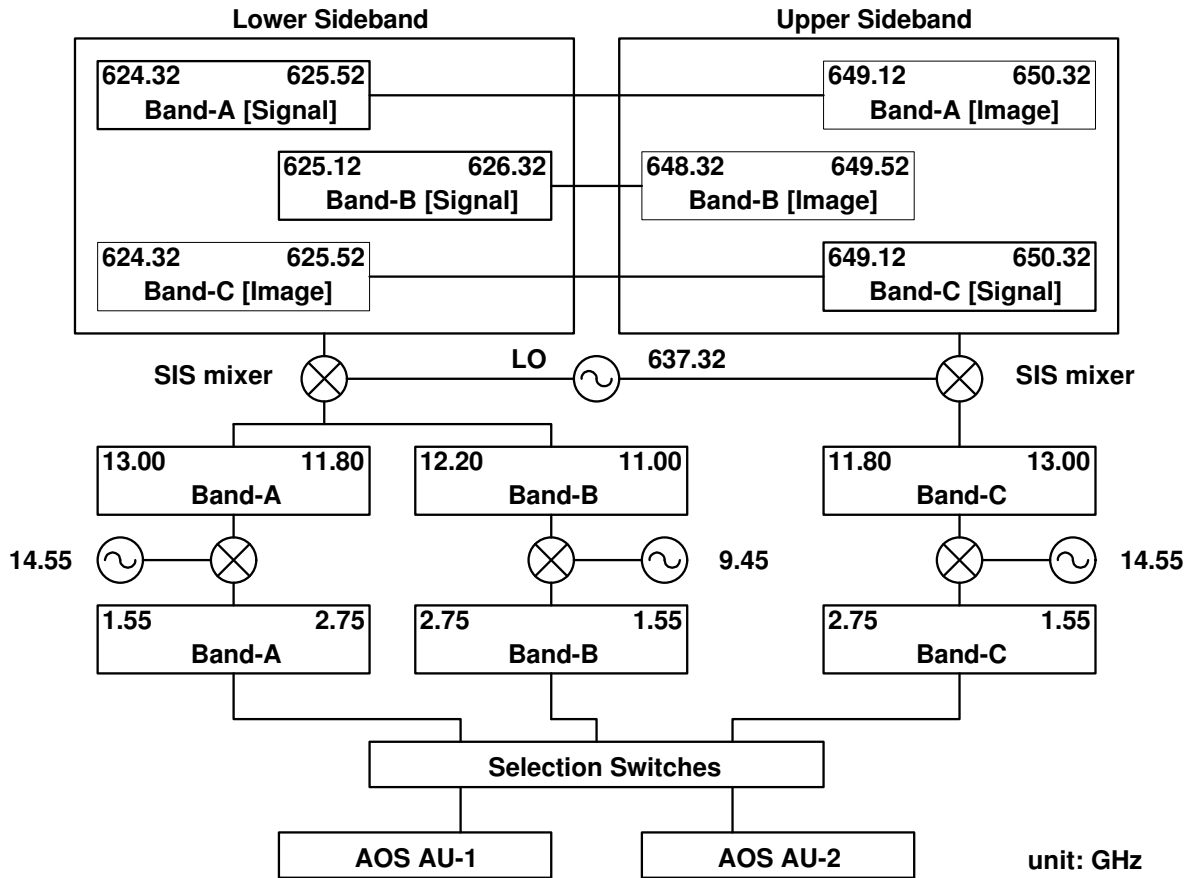 Lower Sideband
Upper Sideband
624.32 625.52
Band-A [Signal]
649.12 650.32
Band-A [Image]
625.12 626.32
Band-B [Signal]
648.32 649.52
Band-B [Image]
624.32 625.52
Band-C [Image]
649.12 650.32
Band-C [Signal]
SIS mixer
LO
637.32
SIS mixer
13.00 11.80
Band-A
12.20 11.00
Band-B
11.80 13.00
Band-C
14.55
9.45
14.55
1.55 2.75
Band-A
2.75 1.55
Band-B
2.75 1.55
Band-C
Selection Switches
AOS AU-1
AOS AU-2
unit: GHz